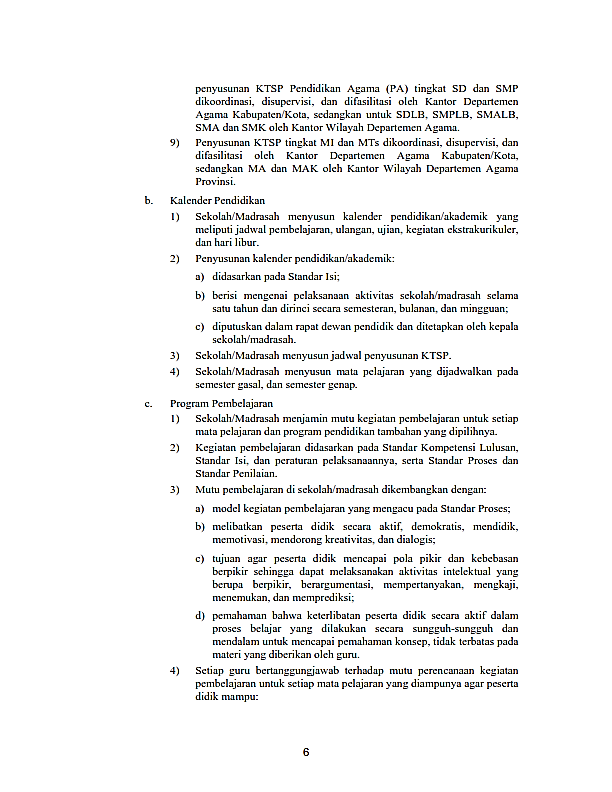 penyusunan KTSP Pendidikan Agama (PA) tingkat SD dan SMP
dikoordinasi, disupervisi, dan difasilitasi oleh Kantor Departemen
Agama Kabupaten/Kota, sedangkan untuk SDLB, SMPLB, SMALB,
SMA dan SMK oleh Kantor Wilayah Departemen Agama.
9) Penyusunan KTSP tingkat MI dan MTs dikoordinasi, disupervisi, dan
difasilitasi oleh Kantor Departemen Agama Kabupaten/Kota,
sedangkan MA dan MAK oleh Kantor Wilayah Departemen Agama
Provinsi.
b. Kalender Pendidikan
1) Sekolah/Madrasah menyusun kalender pendidikan/akademik yang
meliputi jadwal pembelajaran, ulangan, ujian, kegiatan ekstrakurikuler,
dan hari libur.
2) Penyusunan kalender pendidikan/akademik:
a) didasarkan pada Standar Isi;
b) berisi mengenai pelaksanaan aktivitas sekolah/madrasah selama
satu tahun dan dirinci secara semesteran, bulanan, dan mingguan;
c) diputuskan dalam rapat dewan pendidik dan ditetapkan oleh kepala
sekolah/madrasah.
3) Sekolah/Madrasah menyusun jadwal penyusunan KTSP.
4) Sekolah/Madrasah menyusun mata pelajaran yang dijadwalkan pada
semester gasal, dan semester genap.
c. Program Pembelajaran
1) Sekolah/Madrasah menjamin mutu kegiatan pembelajaran untuk setiap
mata pelajaran dan program pendidikan tambahan yang dipilihnya.
2) Kegiatan pembelajaran didasarkan pada Standar Kompetensi Lulusan,
Standar Isi, dan peraturan pelaksanaannya, serta Standar Proses dan
Standar Penilaian.
3) Mutu pembelajaran di sekolah/madrasah dikembangkan dengan:
a) model kegiatan pembelajaran yang mengacu pada Standar Proses;
b) melibatkan peserta didik secara aktif, demokratis, mendidik,
memotivasi, mendorong kreativitas, dan dialogis;
c) tujuan agar peserta didik mencapai pola pikir dan kebebasan
berpikir sehingga dapat melaksanakan aktivitas intelektual yang
berupa berpikir, berargumentasi, mempertanyakan, mengkaji,
menemukan, dan memprediksi;
d) pemahaman bahwa keterlibatan peserta didik secara aktif dalam
proses belajar yang dilakukan secara sungguh-sungguh dan
mendalam untuk mencapai pemahaman konsep, tidak terbatas pada
materi yang diberikan oleh guru.
4) Setiap guru bertanggungjawab terhadap mutu perencanaan kegiatan
pembelajaran untuk setiap mata pelajaran yang diampunya agar peserta
didik mampu:
6